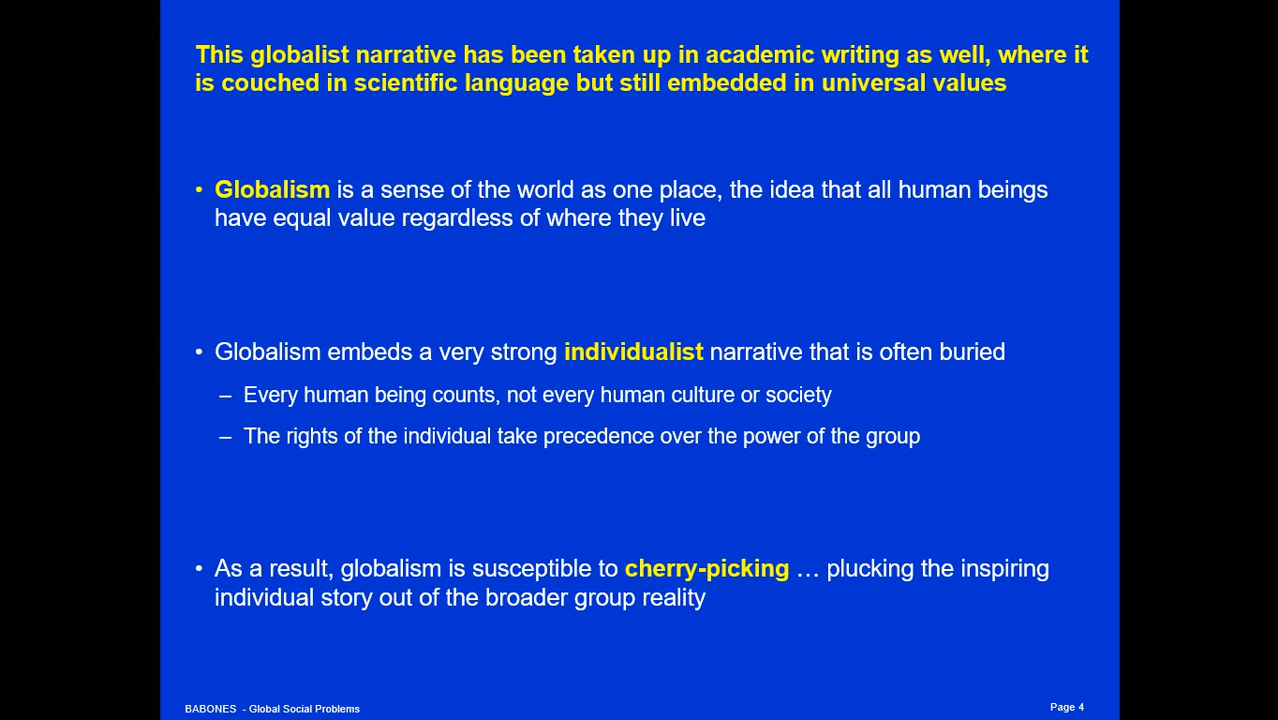 This globalist narrative has been taken up in academic writing as well, where it
is couched in scientific language but still embedded in universal values
• Globalism is a sense of the world as one place, the idea that all human beings
have equal value regardless of where they live
• Globalism embeds a very strong individualist narrative that is often buried
– Every human being counts, not every human culture or society
– The rights of the individual take precedence over the power of the group
• As a result, globalism is susceptible to cherry-picking … plucking the inspiring
individual story out of the broader group reality
BABONES - Global Social Problems
Page 4